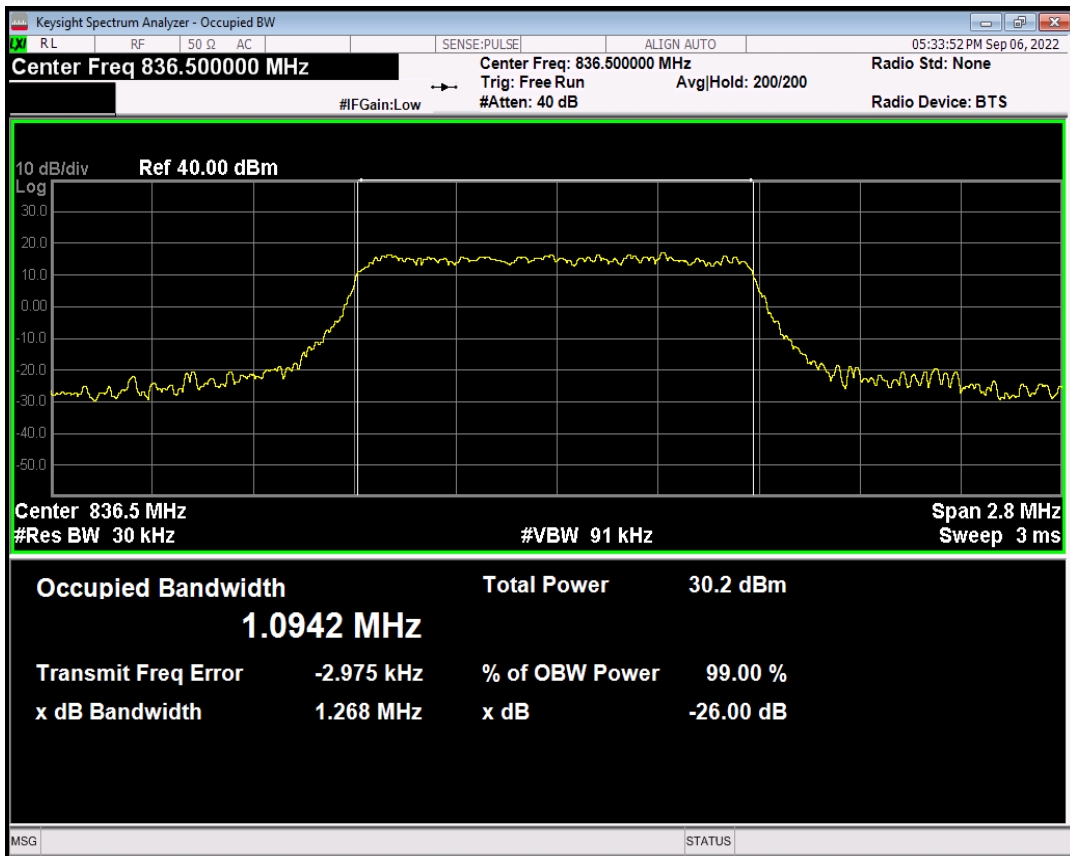 Keysight Spectrum Analyzer - Occupied BW
LXI RL RF 50 Ω AC SENSE:PULSE ALIGN AUTO 05:33:52 PM Sep 06, 2022
Center Freq 836.500000 MHz Center Freq: 836.500000 MHz Radio Std: None
Trig: Free Run Avg|Hold: 200/200
#IFGain:Low #Atten: 40 dB Radio Device: BTS
10 dB/div Ref 40.00 dBm
Log
30.0
20.0
10.0
0.00
-10.0
-20.0
-30.0
-40.0
-50.0
Center 836.5 MHz Span 2.8 MHz
#Res BW 30 kHz #VBW 91 kHz Sweep 3 ms
Occupied Bandwidth Total Power 30.2 dBm
1.0942 MHz
Transmit Freq Error -2.975 kHz % of OBW Power 99.00 %
x dB Bandwidth 1.268 MHz x dB -26.00 dB
MSG STATUS